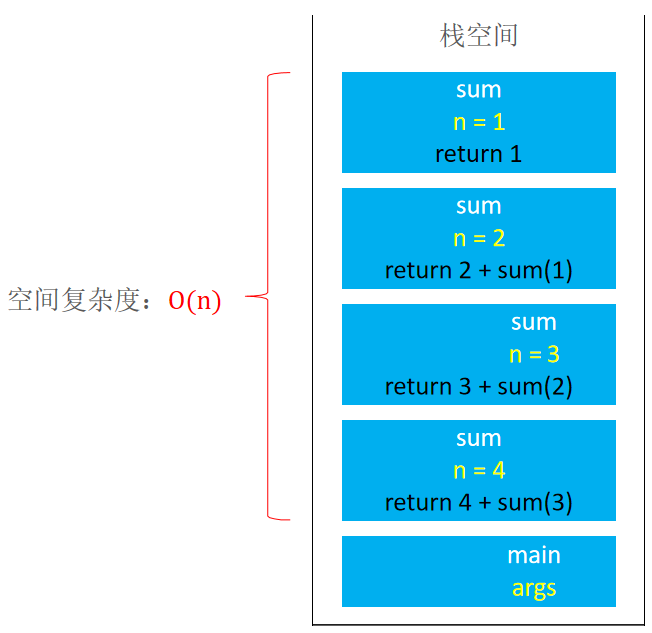 栈空间
sum
n = 1
return 1
sum
n = 2
return 2 + sum(1)
空间复杂度：O(n)
sum
n = 3
return 3 + sum(2)
sum
n = 4
return 4 + sum(3)
main
args